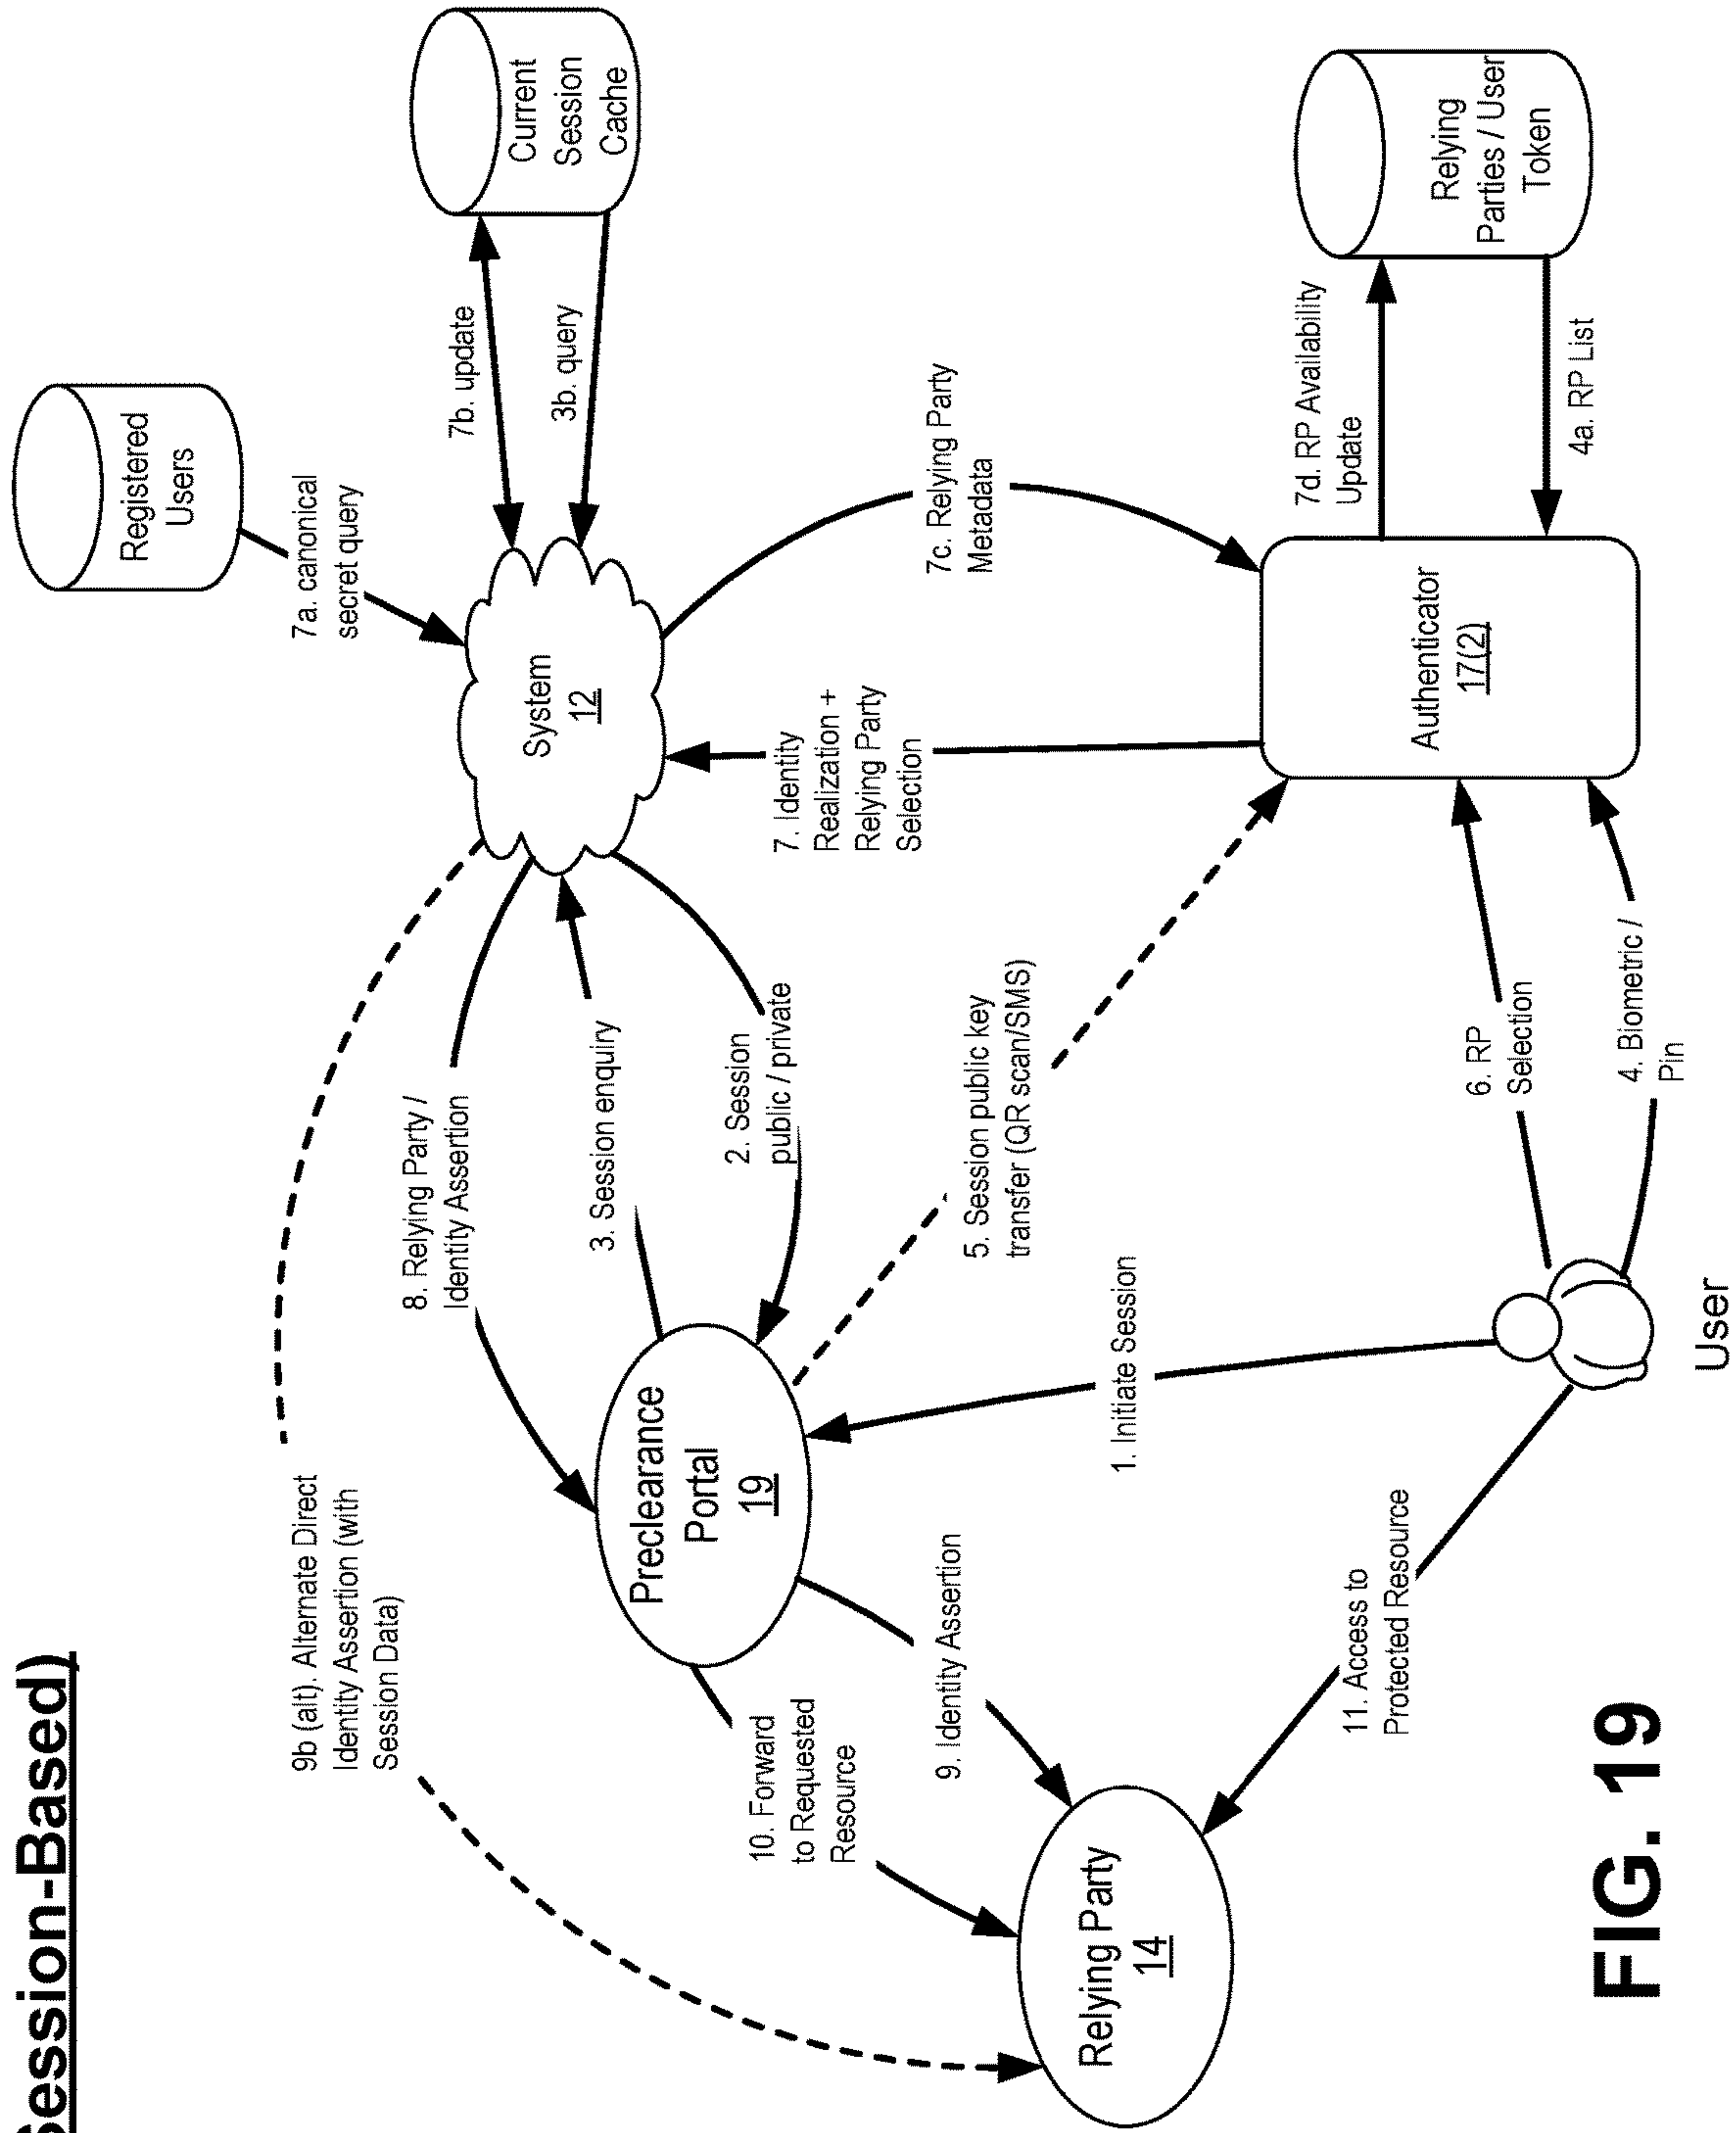 Session-Based)
Registered
Users
7a. canonical
secret query
Current
Session
Cache
7b. update
3b. query
System
12
7c. Relying Party
Metadata
7. Identity
Realization +
Relying Party
Selection
Authenticator
17(2)
7d. RP Availability
Update
4a. RP List
Relying
Parties / User
Token
9b (alt). Alternate Direct
Identity Assertion (with
Session Data)
8. Relying Party /
Identity Assertion
3. Session enquiry
2. Session
public / private
5. Session public key
transfer (QR scan/SMS)
6. RP
Selection
4. Biometric /
Pin
Preclearance
Portal
19
1. Initiate Session
10. Forward
to Requested
Resource
9. Identity Assertion
11. Access to
Protected Resource
Relying Party
14
User
FIG. 19